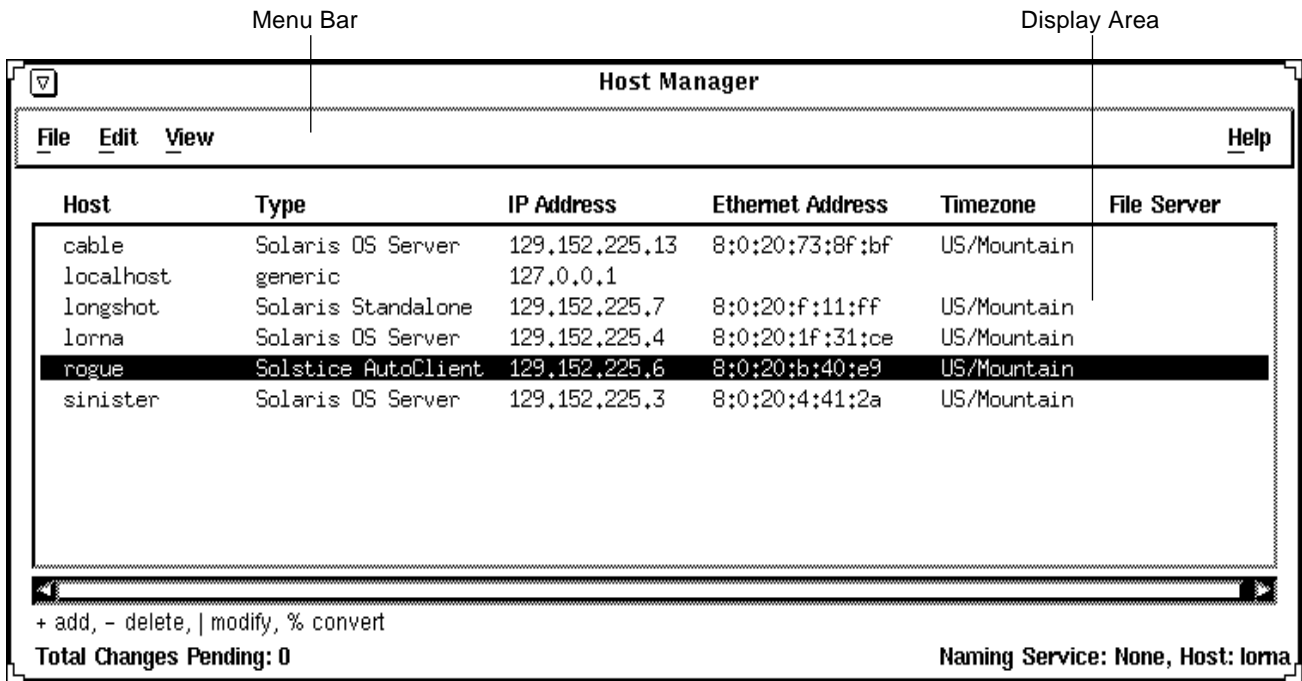 Menu Bar Display Area
Host Manager
File Edit View Help
Host Type IP Address Ethernet Address Timezone File Server
cable Solaris OS Server 129.152.225.13 8:0:20:73:8f:bf US/Mountain
localhost generic 127.0.0.1
longshot Solaris Standalone 129.152.225.7 8:0:20:f:11:ff US/Mountain
lorna Solaris OS Server 129.152.225.4 8:0:20:1f:31:ce US/Mountain
rogue Solstice AutoClient 129.152.225.6 8:0:20:b:40:e9 US/Mountain
sinister Solaris OS Server 129.152.225.3 8:0:20:4:41:2a US/Mountain
+ add, - delete, | modify, % convert
Total Changes Pending: 0 Naming Service: None, Host: lorna